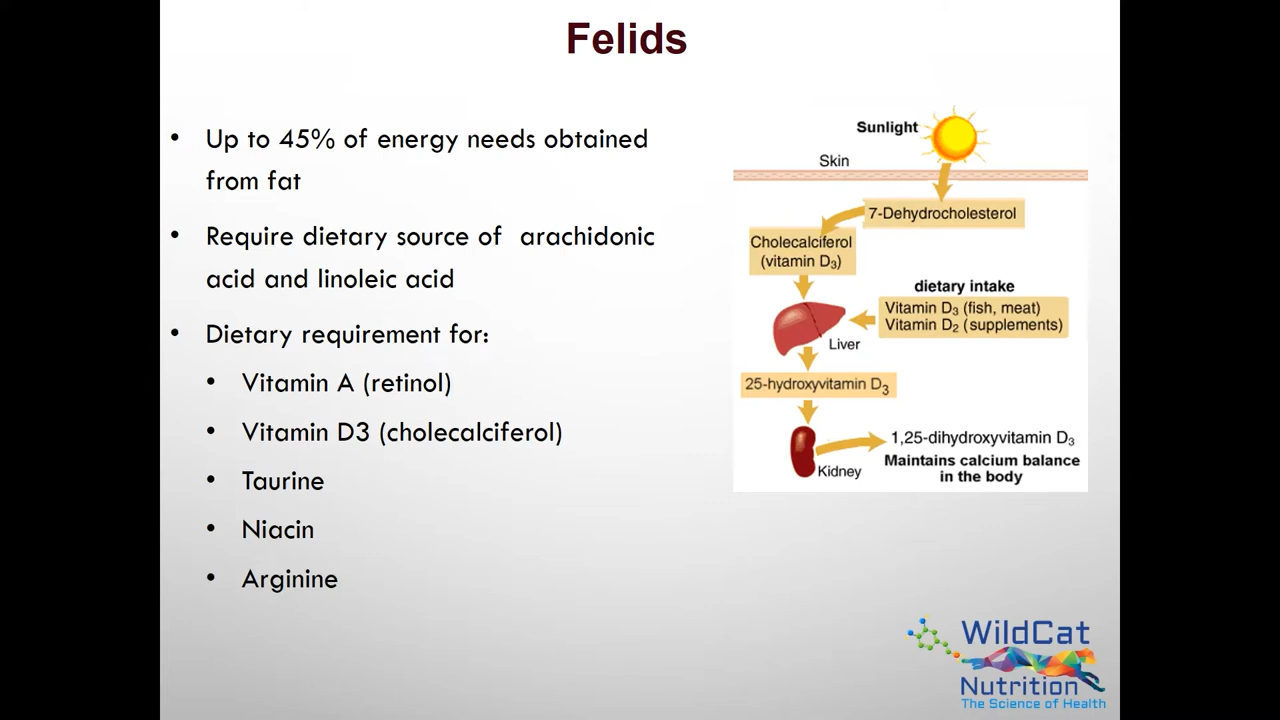 Felids
• Up to 45% of energy needs obtained
from fat
• Require dietary source of arachidonic
acid and linoleic acid
• Dietary requirement for:
• Vitamin A (retinol)
• Vitamin D3 (cholecalciferol)
• Taurine
• Niacin
• Arginine
Sunlight
Skin
7-Dehydrocholesterol
Cholecalciferol
(vitamin D₃)
dietary intake
Vitamin D₃ (fish, meat)
Vitamin D₂ (supplements)
Liver
25-hydroxyvitamin D₃
1,25-dihydroxyvitamin D₃
Maintains calcium balance
in the body
Kidney
WildCat
Nutrition
The Science of Health